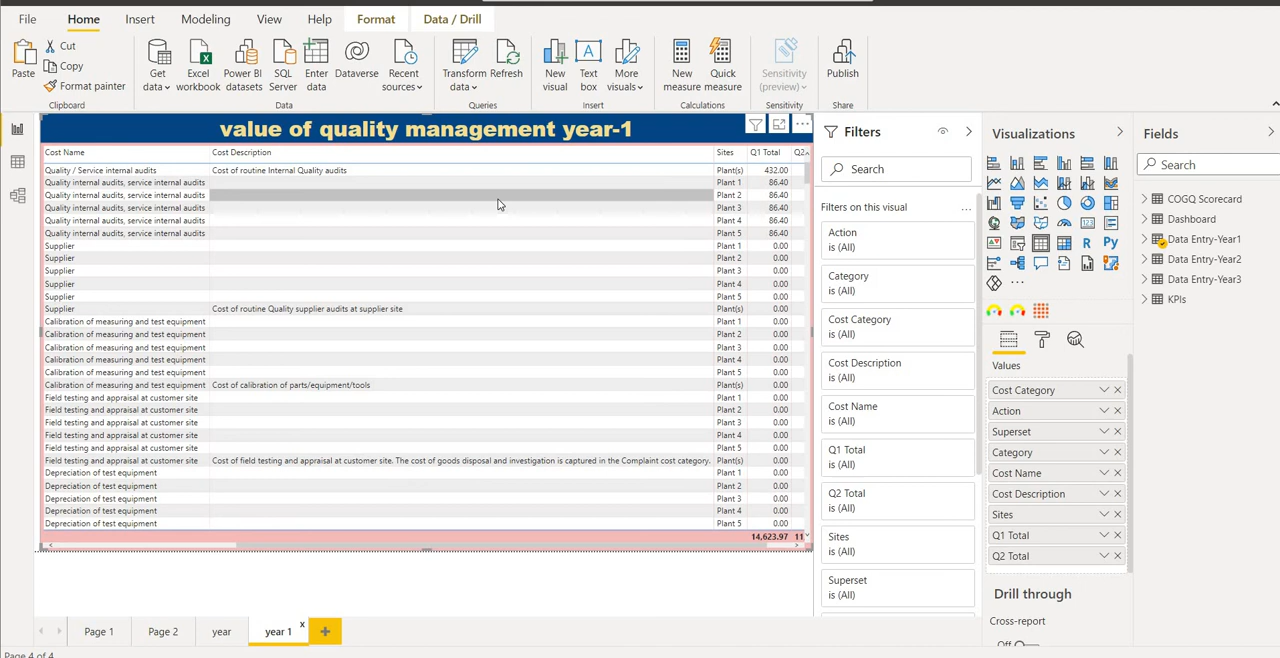 File Home Insert Modeling View Help Format Data / Drill
Paste
Cut
Copy
Format painter
Clipboard
Get data
Excel workbook
Power BI datasets
SQL Server
Enter data
Dataverse
Recent sources
Data
Transform data
Refresh
Queries
New visual
Text box
More visuals
Insert
New measure
Quick measure
Calculations
Sensitivity (preview)
Sensitivity
Publish
Share
value of quality management year-1
Cost Name Cost Description Sites Q1 Total Q2
Quality / Service internal audits Cost of routine Internal Quality audits Plant(s) 432.00
Quality internal audits, service internal audits Plant 1 86.40
Quality internal audits, service internal audits Plant 2 86.40
Quality internal audits, service internal audits Plant 3 86.40
Quality internal audits, service internal audits Plant 4 86.40
Quality internal audits, service internal audits Plant 5 86.40
Supplier Plant 1 0.00
Supplier Plant 2 0.00
Supplier Plant 3 0.00
Supplier Plant 4 0.00
Supplier Plant 5 0.00
Supplier Cost of routine Quality supplier audits at supplier site Plant(s) 0.00
Calibration of measuring and test equipment Plant 1 0.00
Calibration of measuring and test equipment Plant 2 0.00
Calibration of measuring and test equipment Plant 3 0.00
Calibration of measuring and test equipment Plant 4 0.00
Calibration of measuring and test equipment Plant 5 0.00
Calibration of measuring and test equipment Cost of calibration of parts/equipment/tools Plant(s) 0.00
Field testing and appraisal at customer site Plant 1 0.00
Field testing and appraisal at customer site Plant 2 0.00
Field testing and appraisal at customer site Plant 3 0.00
Field testing and appraisal at customer site Plant 4 0.00
Field testing and appraisal at customer site Plant 5 0.00
Field testing and appraisal at customer site Cost of field testing and appraisal at customer site. The cost of goods disposal and investigation is captured in the Complaint cost category. Plant(s) 0.00
Depreciation of test equipment Plant 1 0.00
Depreciation of test equipment Plant 2 0.00
Depreciation of test equipment Plant 3 0.00
Depreciation of test equipment Plant 4 0.00
Depreciation of test equipment Plant 5 0.00
14,623.97 11
Filters
Search
Filters on this visual ...
Action
is (All)
Category
is (All)
Cost Category
is (All)
Cost Description
is (All)
Cost Name
is (All)
Q1 Total
is (All)
Q2 Total
is (All)
Sites
is (All)
Superset
is (All)
Visualizations
R Py
Values
Cost Category
Action
Superset
Category
Cost Name
Cost Description
Sites
Q1 Total
Q2 Total
Drill through
Cross-report
Off
Fields
Search
COGQ Scorecard
Dashboard
Data Entry-Year1
Data Entry-Year2
Data Entry-Year3
KPIs
Page 1 Page 2 year year 1 x +
Page 4 of 4